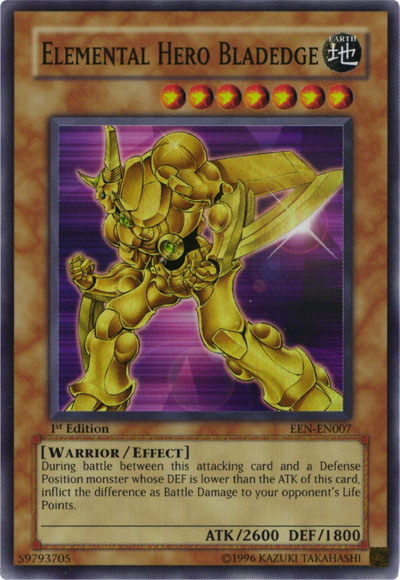 ELEMENTAL HERO BLADEDGE
EARTH
地
1st Edition
EEN-EN007
[WARRIOR / EFFECT]
During battle between this attacking card and a Defense
Position monster whose DEF is lower than the ATK of this card,
inflict the difference as Battle Damage to your opponent's Life
Points.
ATK/2600 DEF/1800
59793705
©1996 KAZUKI TAKAHASHI